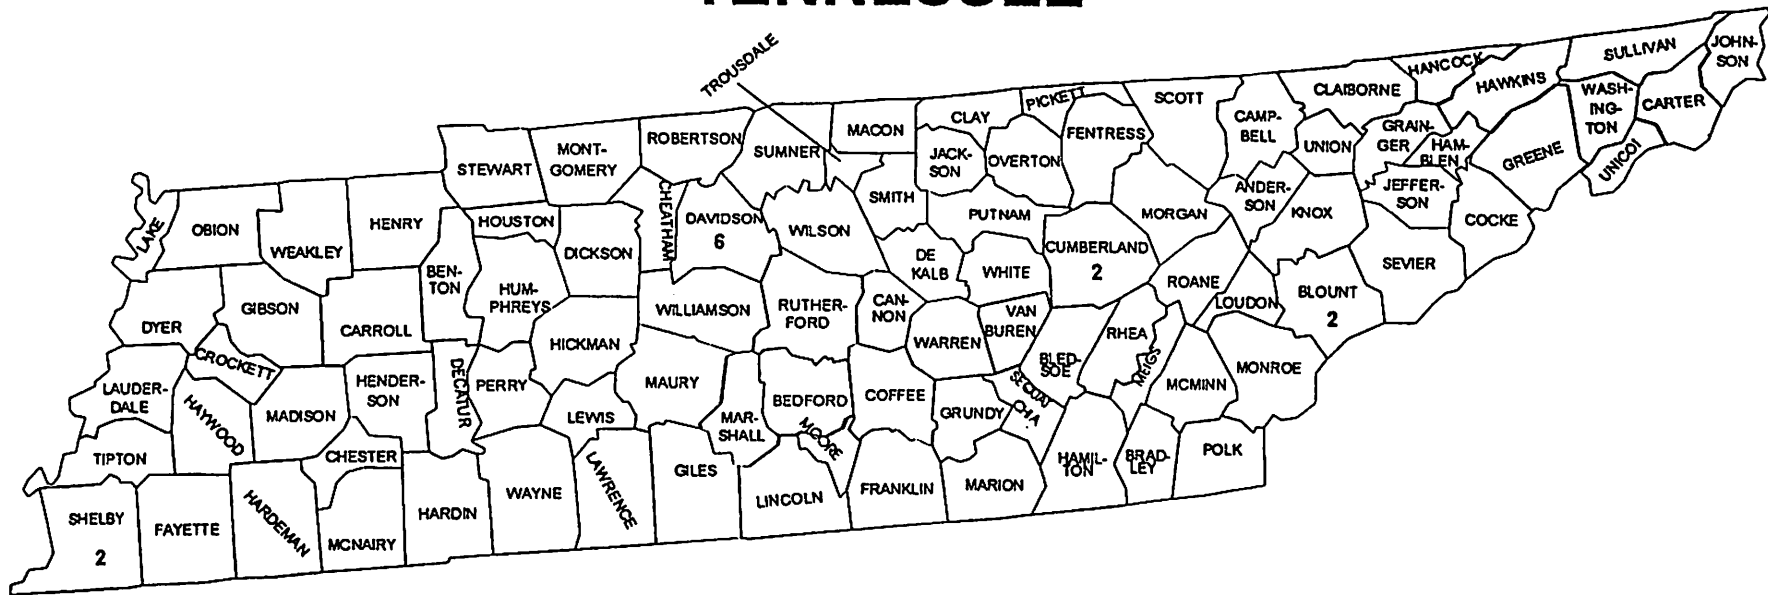 TENNESSEE
TROUSDALE
LAKE
OBION
WEAKLEY
HENRY
STEWART
MONT-
GOMERY
ROBERTSON
SUMNER
MACON
CLAY
PICKETT
SCOTT
CAMP-
BELL
CLAIBORNE
HANCOCK
HAWKINS
SULLIVAN
JOHN-
SON
WASH-
ING-
TON
CARTER
UNICOI
GREENE
GRAIN-
GER
HAM-
BLEN
UNION
JEFFER-
SON
COCKE
FENTRESS
OVERTON
JACK-
SON
SMITH
PUTNAM
MORGAN
ANDER-
SON
KNOX
SEVIER
HOUSTON
DICKSON
CHEATHAM
DAVIDSON
6
WILSON
DE
KALB
WHITE
CUMBERLAND
2
ROANE
LOUDON
BLOUNT
2
BEN-
TON
HUM-
PHREYS
DYER
GIBSON
CARROLL
CROCKETT
HICKMAN
WILLIAMSON
RUTHER-
FORD
CAN-
NON
WARREN
VAN
BUREN
BLED-
SOE
RHEA
MEIGS
MCMINN
MONROE
LAUDER-
DALE
HAYWOOD
MADISON
HENDER-
SON
DECATUR
PERRY
LEWIS
MAURY
MAR-
SHALL
BEDFORD
MOORE
COFFEE
GRUNDY
SEQUAT
CHA.
TIPTON
CHESTER
SHELBY
2
FAYETTE
HARDEMAN
MCNAIRY
HARDIN
WAYNE
LAWRENCE
GILES
LINCOLN
FRANKLIN
MARION
HAMIL-
TON
BRAD-
LEY
POLK